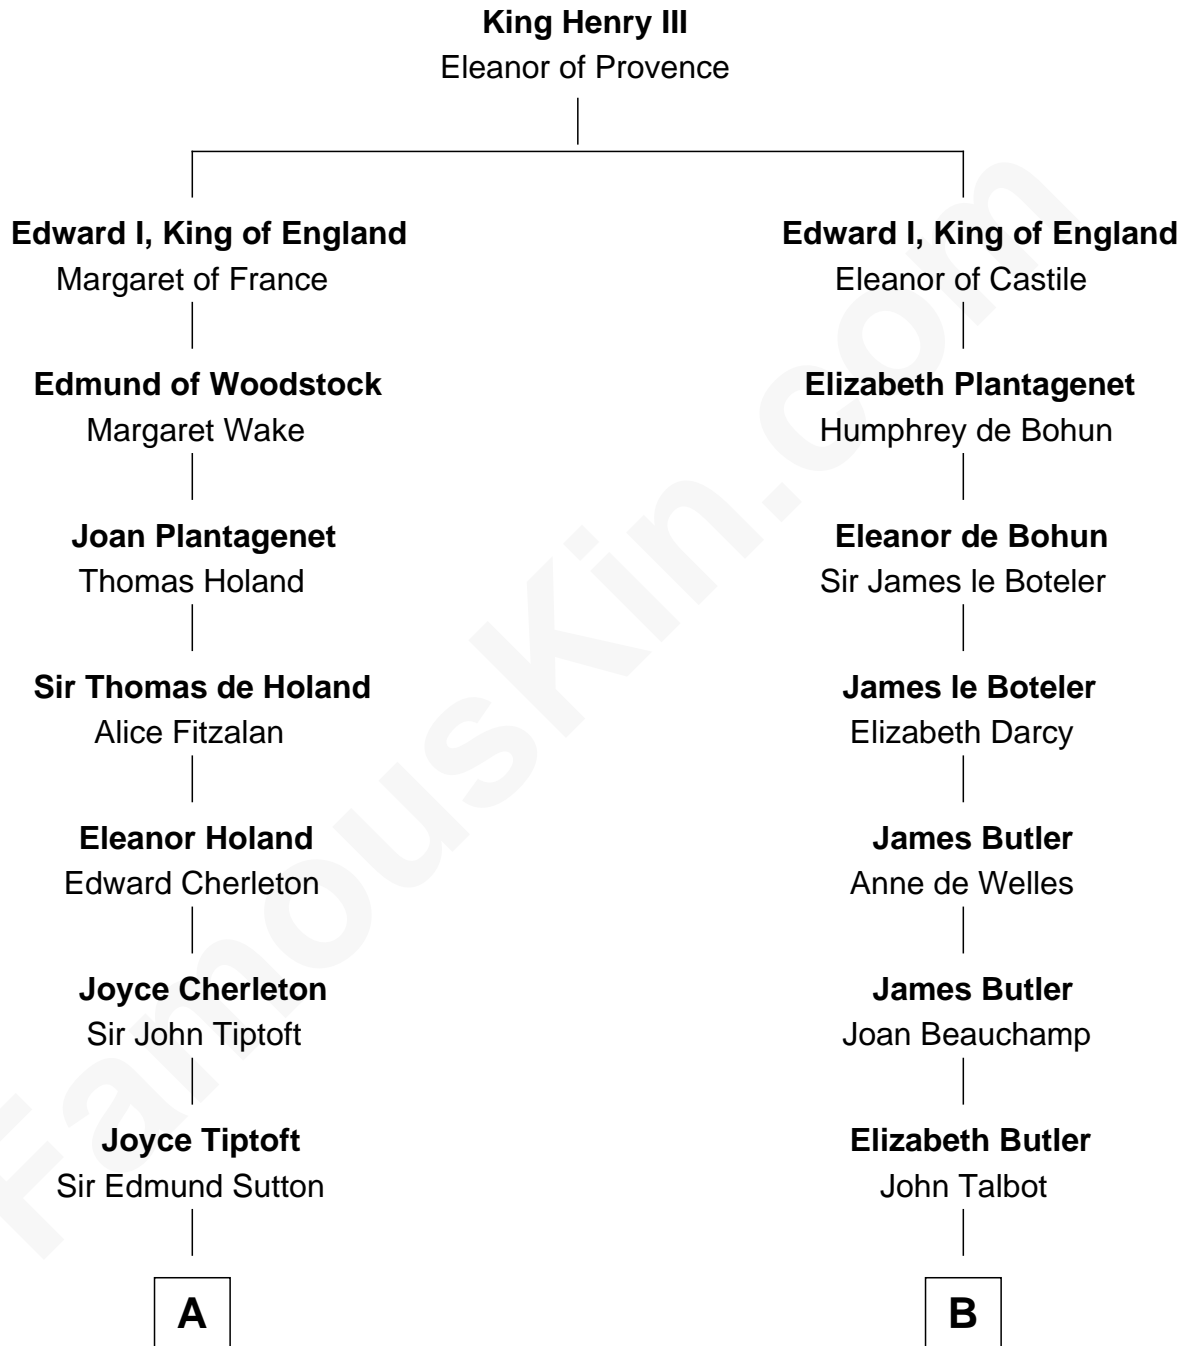 King Henry III
Eleanor of Provence
Edward I, King of England
Margaret of France
Edmund of Woodstock
Margaret Wake
Joan Plantagenet
Thomas Holand
Sir Thomas de Holand
Alice Fitzalan
Eleanor Holand
Edward Cherleton
Joyce Cherleton
Sir John Tiptoft
Joyce Tiptoft
Sir Edmund Sutton
A
Edward I, King of England
Eleanor of Castile
Elizabeth Plantagenet
Humphrey de Bohun
Eleanor de Bohun
Sir James le Boteler
James le Boteler
Elizabeth Darcy
James Butler
Anne de Welles
James Butler
Joan Beauchamp
Elizabeth Butler
John Talbot
B
FamousKin.com